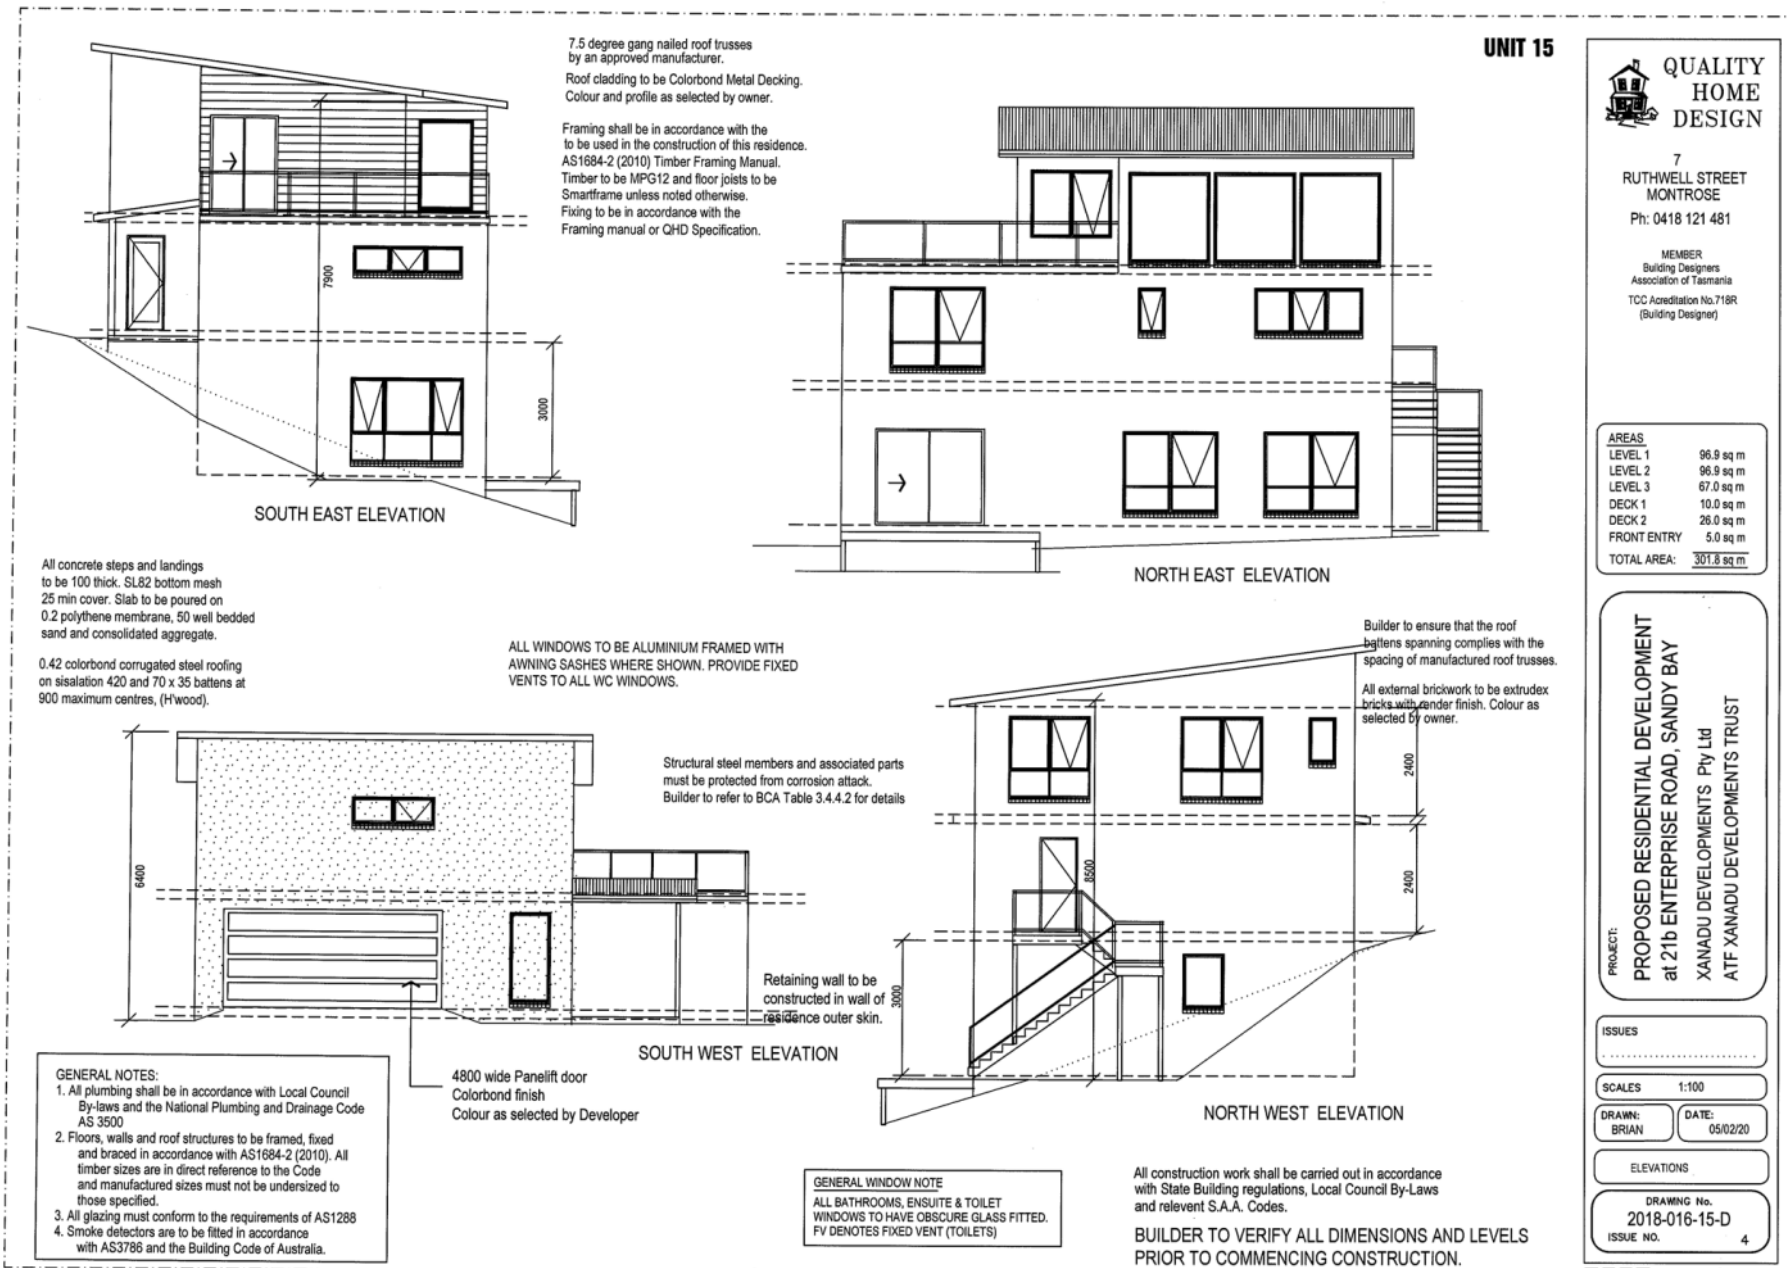 UNIT 15
7.5 degree gang nailed roof trusses
by an approved manufacturer.
Roof cladding to be Colorbond Metal Decking.
Colour and profile as selected by owner.
Framing shall be in accordance with the
to be used in the construction of this residence.
AS1684-2 (2010) Timber Framing Manual.
Timber to be MPG12 and floor joists to be
Smartframe unless noted otherwise.
Fixing to be in accordance with the
Framing manual or QHD Specification.
7900
3000
SOUTH EAST ELEVATION
NORTH EAST ELEVATION
All concrete steps and landings
to be 100 thick. SL82 bottom mesh
25 min cover. Slab to be poured on
0.2 polythene membrane, 50 well bedded
sand and consolidated aggregate.
0.42 colorbond corrugated steel roofing
on sisalation 420 and 70 x 35 battens at
900 maximum centres, (H'wood).
ALL WINDOWS TO BE ALUMINIUM FRAMED WITH
AWNING SASHES WHERE SHOWN. PROVIDE FIXED
VENTS TO ALL WC WINDOWS.
Structural steel members and associated parts
must be protected from corrosion attack.
Builder to refer to BCA Table 3.4.4.2 for details
Builder to ensure that the roof
battens spanning complies with the
spacing of manufactured roof trusses.
All external brickwork to be extrudex
bricks with render finish. Colour as
selected by owner.
6400
2400
8500
2400
3000
Retaining wall to be
constructed in wall of
residence outer skin.
SOUTH WEST ELEVATION
4800 wide Panelift door
Colorbond finish
Colour as selected by Developer
NORTH WEST ELEVATION
GENERAL NOTES:
1. All plumbing shall be in accordance with Local Council
By-laws and the National Plumbing and Drainage Code
AS 3500
2. Floors, walls and roof structures to be framed, fixed
and braced in accordance with AS1684-2 (2010). All
timber sizes are in direct reference to the Code
and manufactured sizes must not be undersized to
those specified.
3. All glazing must conform to the requirements of AS1288
4. Smoke detectors are to be fitted in accordance
with AS3786 and the Building Code of Australia.
GENERAL WINDOW NOTE
ALL BATHROOMS, ENSUITE & TOILET
WINDOWS TO HAVE OBSCURE GLASS FITTED.
FV DENOTES FIXED VENT (TOILETS)
All construction work shall be carried out in accordance
with State Building regulations, Local Council By-Laws
and relevent S.A.A. Codes.
BUILDER TO VERIFY ALL DIMENSIONS AND LEVELS
PRIOR TO COMMENCING CONSTRUCTION.
QUALITY
HOME
DESIGN
7
RUTHWELL STREET
MONTROSE
Ph: 0418 121 481
MEMBER
Building Designers
Association of Tasmania
TCC Acreditation No.718R
(Building Designer)
AREAS
LEVEL 1 96.9 sq m
LEVEL 2 96.9 sq m
LEVEL 3 67.0 sq m
DECK 1 10.0 sq m
DECK 2 26.0 sq m
FRONT ENTRY 5.0 sq m
TOTAL AREA: 301.8 sq m
PROJECT:
PROPOSED RESIDENTIAL DEVELOPMENT
at 21b ENTERPRISE ROAD, SANDY BAY
XANADU DEVELOPMENTS Pty Ltd
ATF XANADU DEVELOPMENTS TRUST
ISSUES
SCALES 1:100
DRAWN:
BRIAN
DATE:
05/02/20
ELEVATIONS
DRAWING No.
2018-016-15-D
ISSUE NO. 4